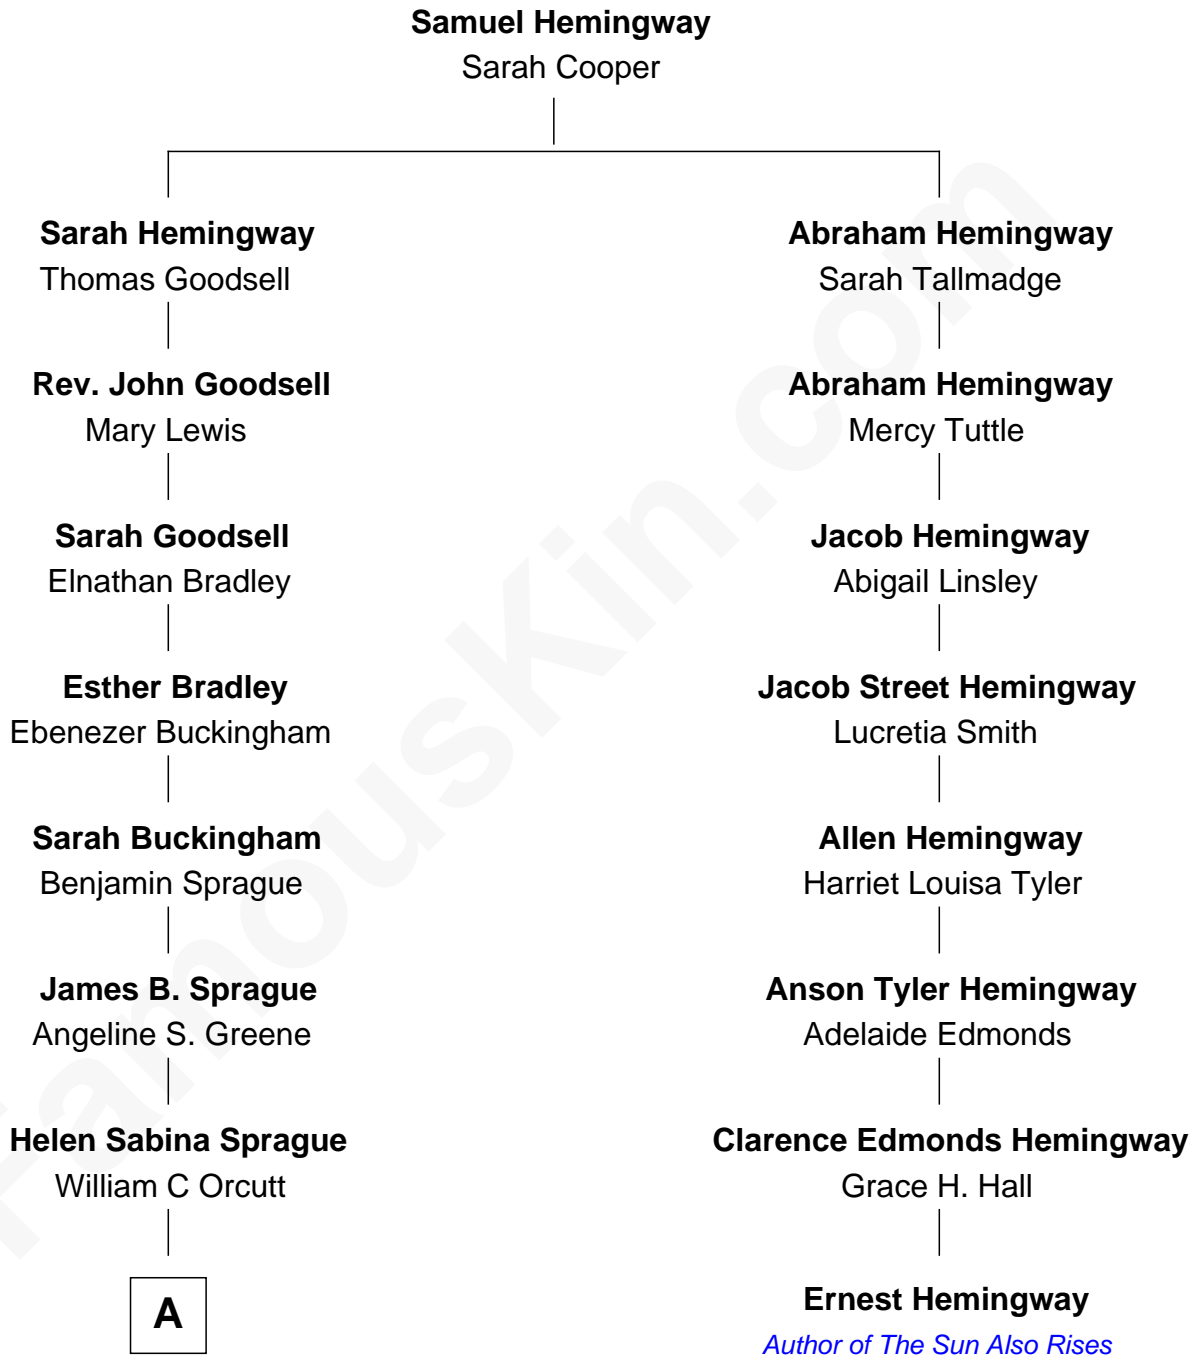 Samuel Hemingway
Sarah Cooper
Sarah Hemingway
Thomas Goodsell
Rev. John Goodsell
Mary Lewis
Sarah Goodsell
Elnathan Bradley
Esther Bradley
Ebenezer Buckingham
Sarah Buckingham
Benjamin Sprague
James B. Sprague
Angeline S. Greene
Helen Sabina Sprague
William C Orcutt
A
Abraham Hemingway
Sarah Tallmadge
Abraham Hemingway
Mercy Tuttle
Jacob Hemingway
Abigail Linsley
Jacob Street Hemingway
Lucretia Smith
Allen Hemingway
Harriet Louisa Tyler
Anson Tyler Hemingway
Adelaide Edmonds
Clarence Edmonds Hemingway
Grace H. Hall
Ernest Hemingway
Author of The Sun Also Rises
FamousKin.com